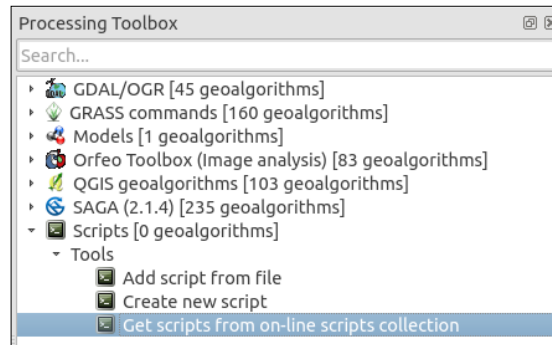 Processing Toolbox
Search...
GDAL/OGR [45 geoalgorithms]
GRASS commands [160 geoalgorithms]
Models [1 geoalgorithms]
Orfeo Toolbox (Image analysis) [83 geoalgorithms]
QGIS geoalgorithms [103 geoalgorithms]
SAGA (2.1.4) [235 geoalgorithms]
Scripts [0 geoalgorithms]
Tools
Add script from file
Create new script
Get scripts from on-line scripts collection